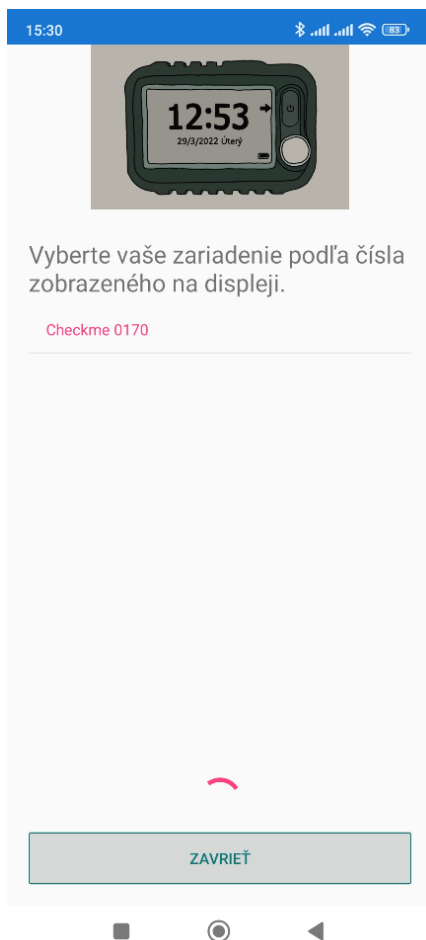 15:30
83
12:53
29/3/2022 Úterý
Vyberte vaše zariadenie podľa čísla
zobrazeného na displeji.
Checkme 0170
ZAVRIEŤ